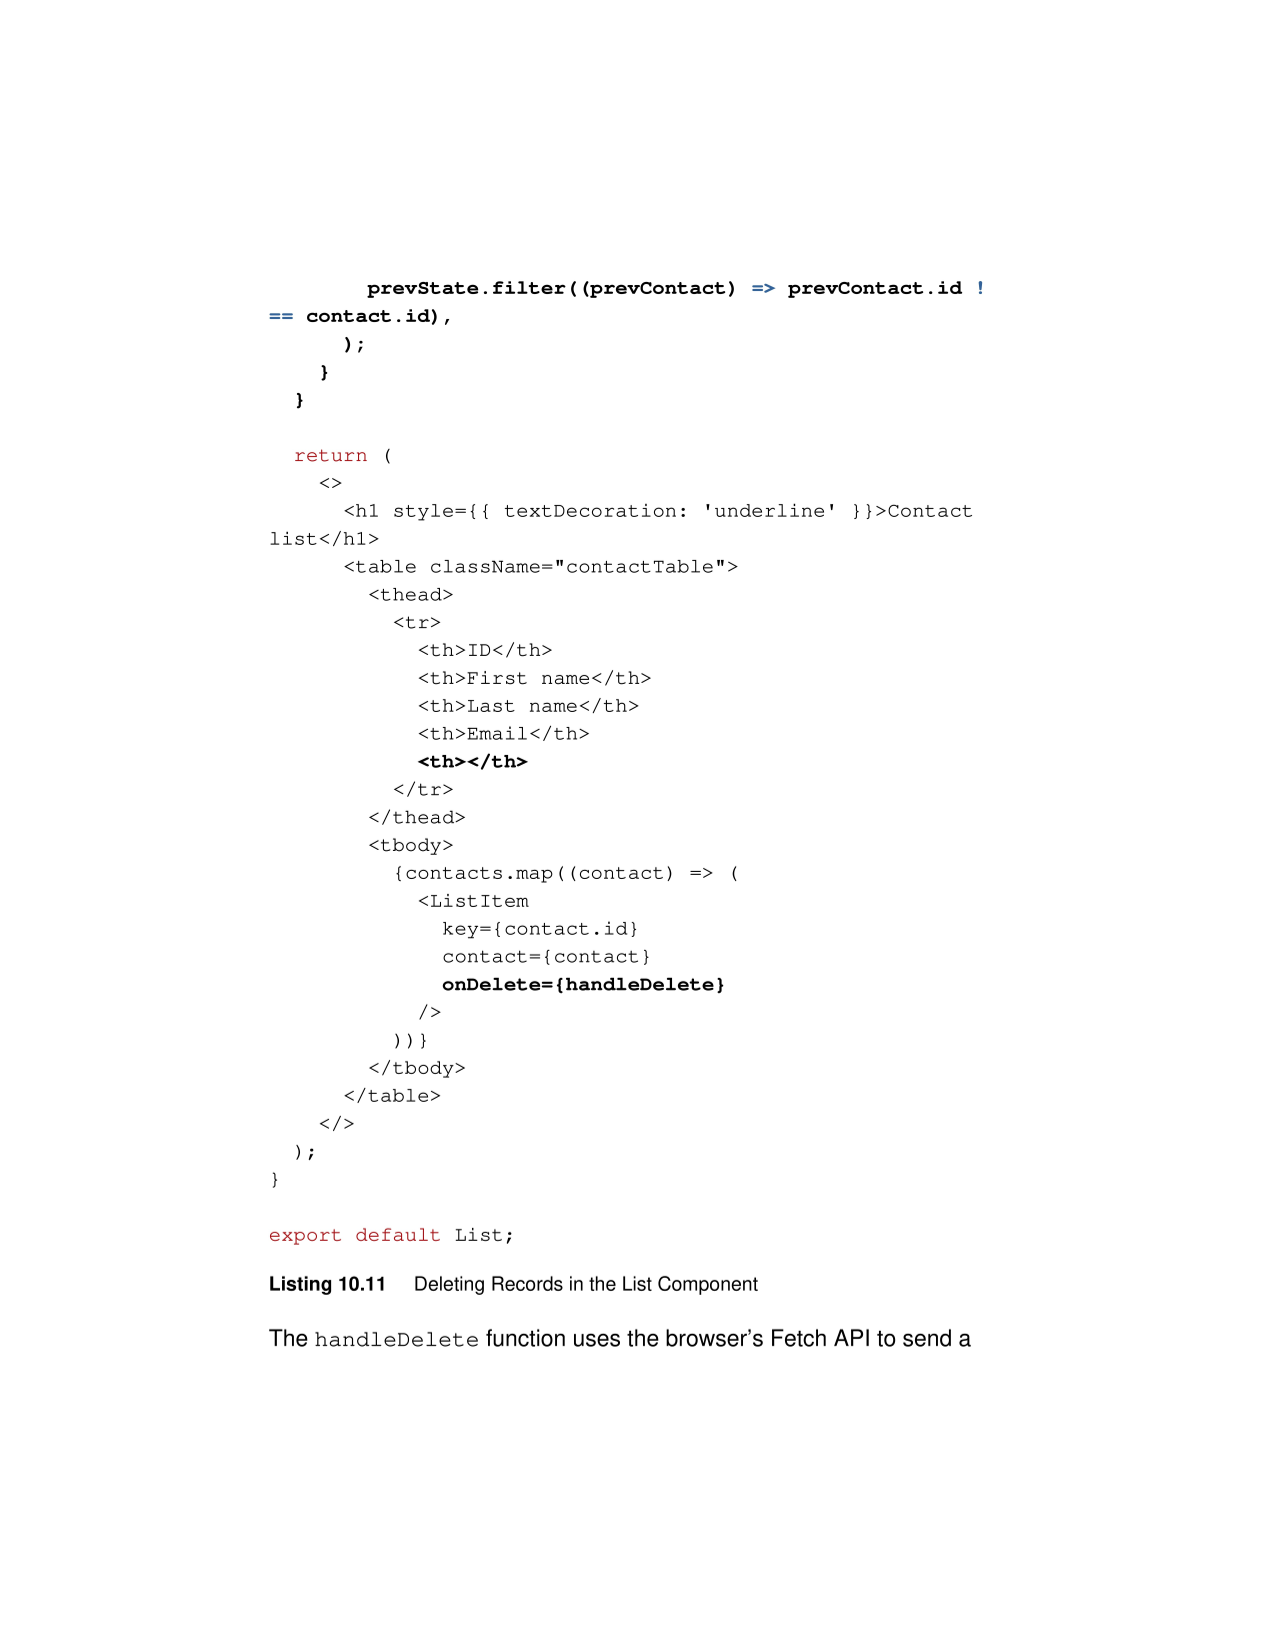 prevState.filter((prevContact) => prevContact.id !
== contact.id),
      );
    }
  }

  return (
    <>
      <h1 style={{ textDecoration: 'underline' }}>Contact
list</h1>
      <table className="contactTable">
        <thead>
          <tr>
            <th>ID</th>
            <th>First name</th>
            <th>Last name</th>
            <th>Email</th>
            <th></th>
          </tr>
        </thead>
        <tbody>
          {contacts.map((contact) => (
            <ListItem
              key={contact.id}
              contact={contact}
              onDelete={handleDelete}
            />
          ))}
        </tbody>
      </table>
    </>
  );
}

export default List;
Listing 10.11 Deleting Records in the List Component
The handleDelete function uses the browser’s Fetch API to send a